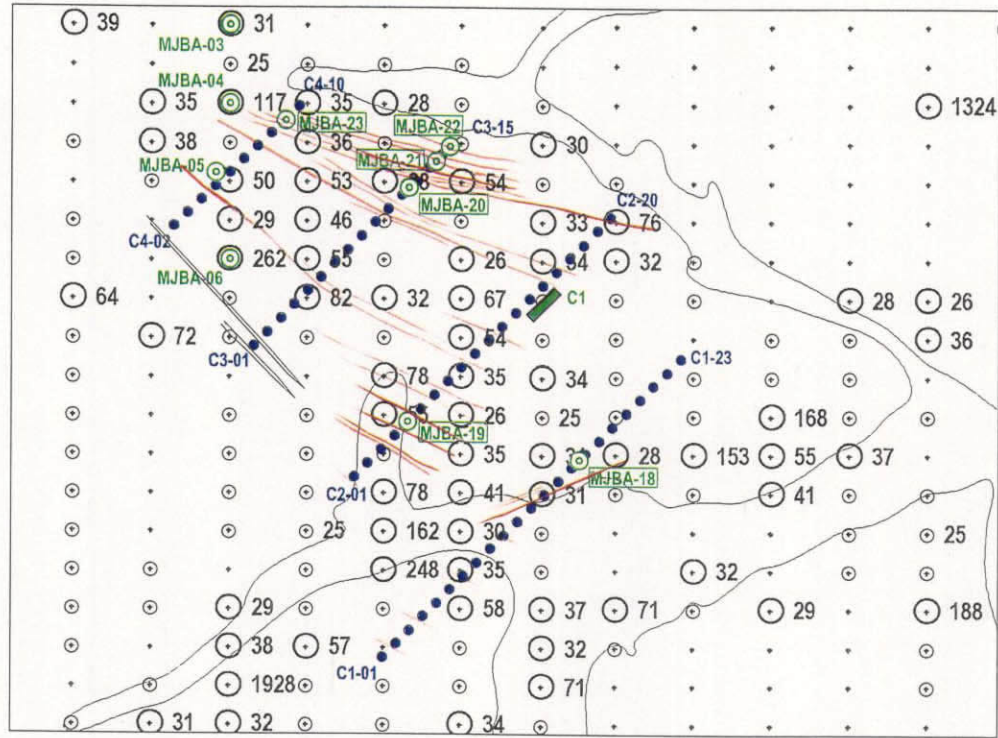 39 31
MJBA-03
25
MJBA-04 C4-10
35 117 35 28 1324
MJBA-23 MJBA-22 C3-15
38 36 30
MJBA-21
MJBA-05
50 53 54
MJBA-20
C2-20
29 46 33 76
C4-02
262 55 26 32
MJBA-06
64 82 32 67 C1 28 26
72 54 36
C3-01 C1-23
78 35 34
26 25 168
MJBA-19
35 28 153 55 37
MJBA-18
C2-01
78 41 31 41
25 162 30 25
248 35 32
29 58 37 71 29 188
38 57 32
C1-01
1928 71
31 32 34